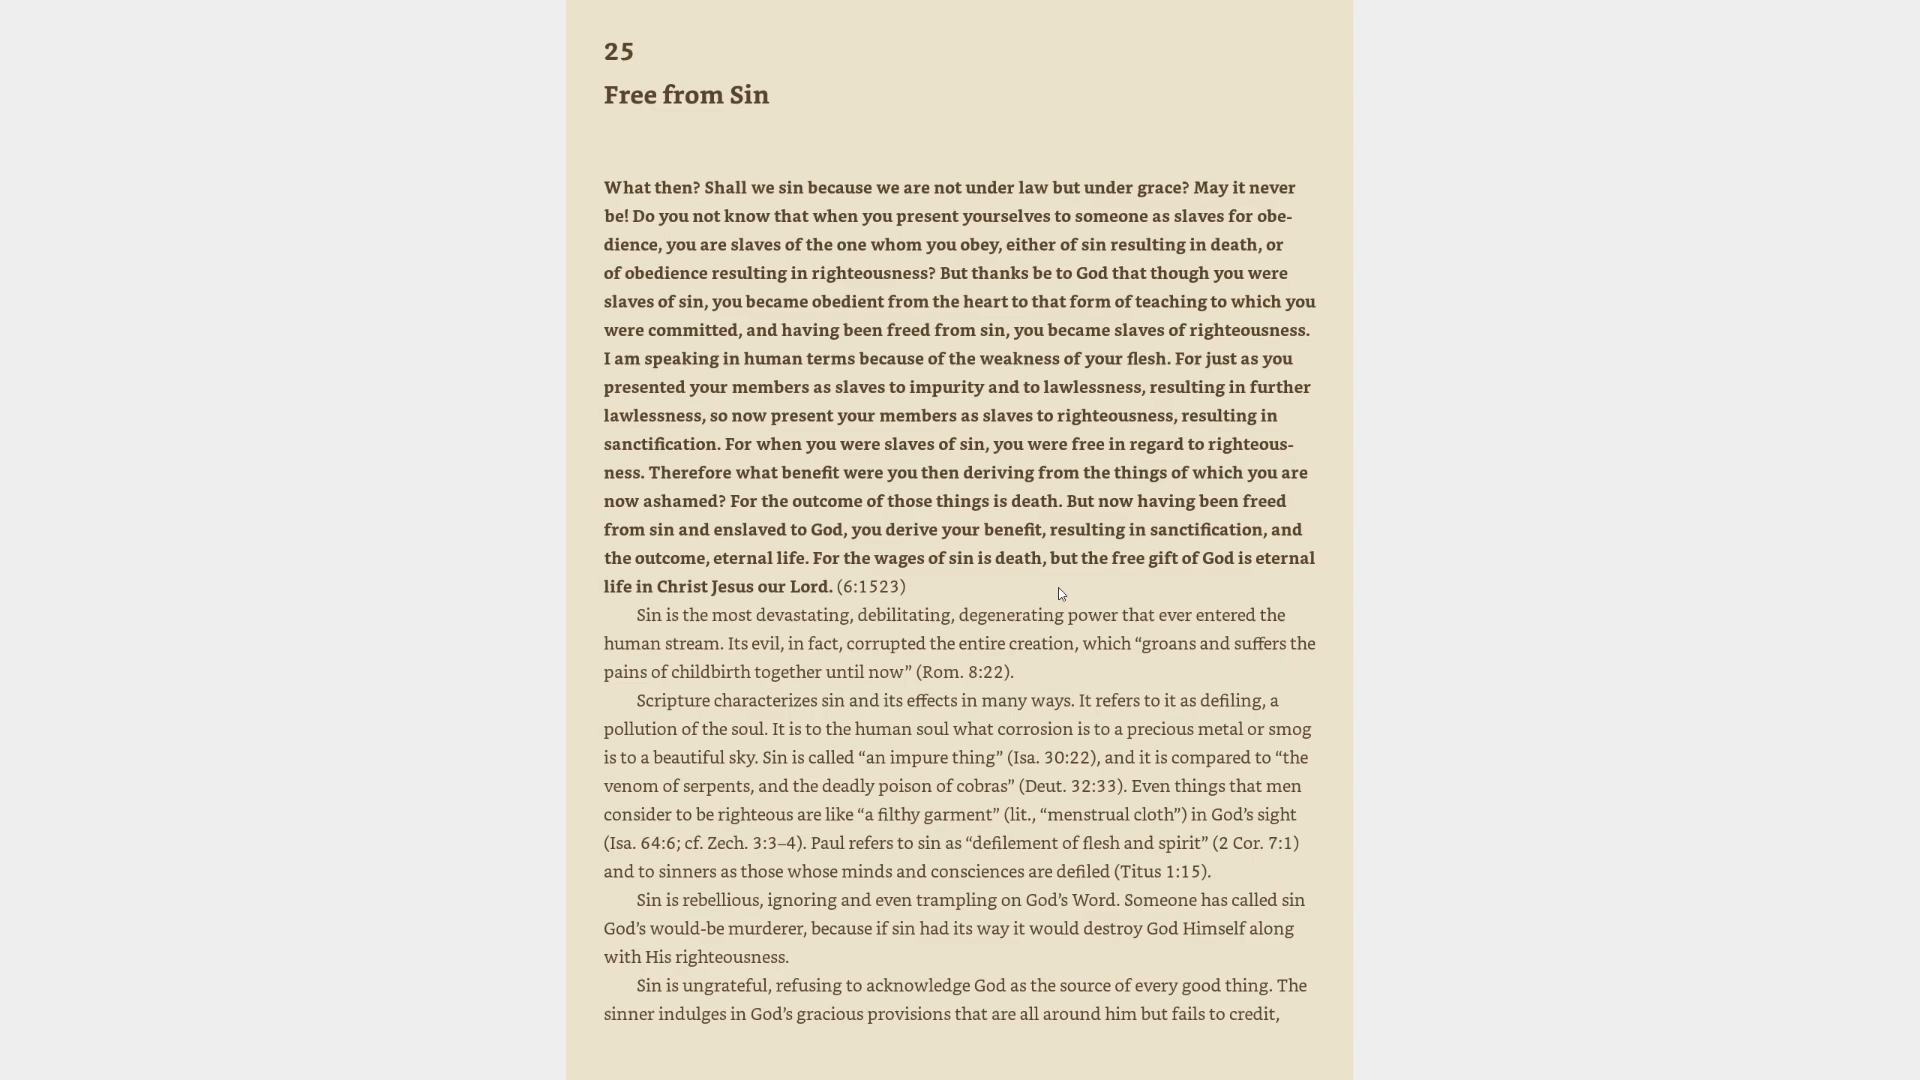 25
Free from Sin
What then? Shall we sin because we are not under law but under grace? May it never
be! Do you not know that when you present yourselves to someone as slaves for obe-
dience, you are slaves of the one whom you obey, either of sin resulting in death, or
of obedience resulting in righteousness? But thanks be to God that though you were
slaves of sin, you became obedient from the heart to that form of teaching to which you
were committed, and having been freed from sin, you became slaves of righteousness.
I am speaking in human terms because of the weakness of your flesh. For just as you
presented your members as slaves to impurity and to lawlessness, resulting in further
lawlessness, so now present your members as slaves to righteousness, resulting in
sanctification. For when you were slaves of sin, you were free in regard to righteous-
ness. Therefore what benefit were you then deriving from the things of which you are
now ashamed? For the outcome of those things is death. But now having been freed
from sin and enslaved to God, you derive your benefit, resulting in sanctification, and
the outcome, eternal life. For the wages of sin is death, but the free gift of God is eternal
life in Christ Jesus our Lord. (6:1523)
Sin is the most devastating, debilitating, degenerating power that ever entered the
human stream. Its evil, in fact, corrupted the entire creation, which “groans and suffers the
pains of childbirth together until now” (Rom. 8:22).
Scripture characterizes sin and its effects in many ways. It refers to it as defiling, a
pollution of the soul. It is to the human soul what corrosion is to a precious metal or smog
is to a beautiful sky. Sin is called “an impure thing” (Isa. 30:22), and it is compared to “the
venom of serpents, and the deadly poison of cobras” (Deut. 32:33). Even things that men
consider to be righteous are like “a filthy garment” (lit., “menstrual cloth”) in God’s sight
(Isa. 64:6; cf. Zech. 3:3–4). Paul refers to sin as “defilement of flesh and spirit” (2 Cor. 7:1)
and to sinners as those whose minds and consciences are defiled (Titus 1:15).
Sin is rebellious, ignoring and even trampling on God’s Word. Someone has called sin
God’s would-be murderer, because if sin had its way it would destroy God Himself along
with His righteousness.
Sin is ungrateful, refusing to acknowledge God as the source of every good thing. The
sinner indulges in God’s gracious provisions that are all around him but fails to credit,